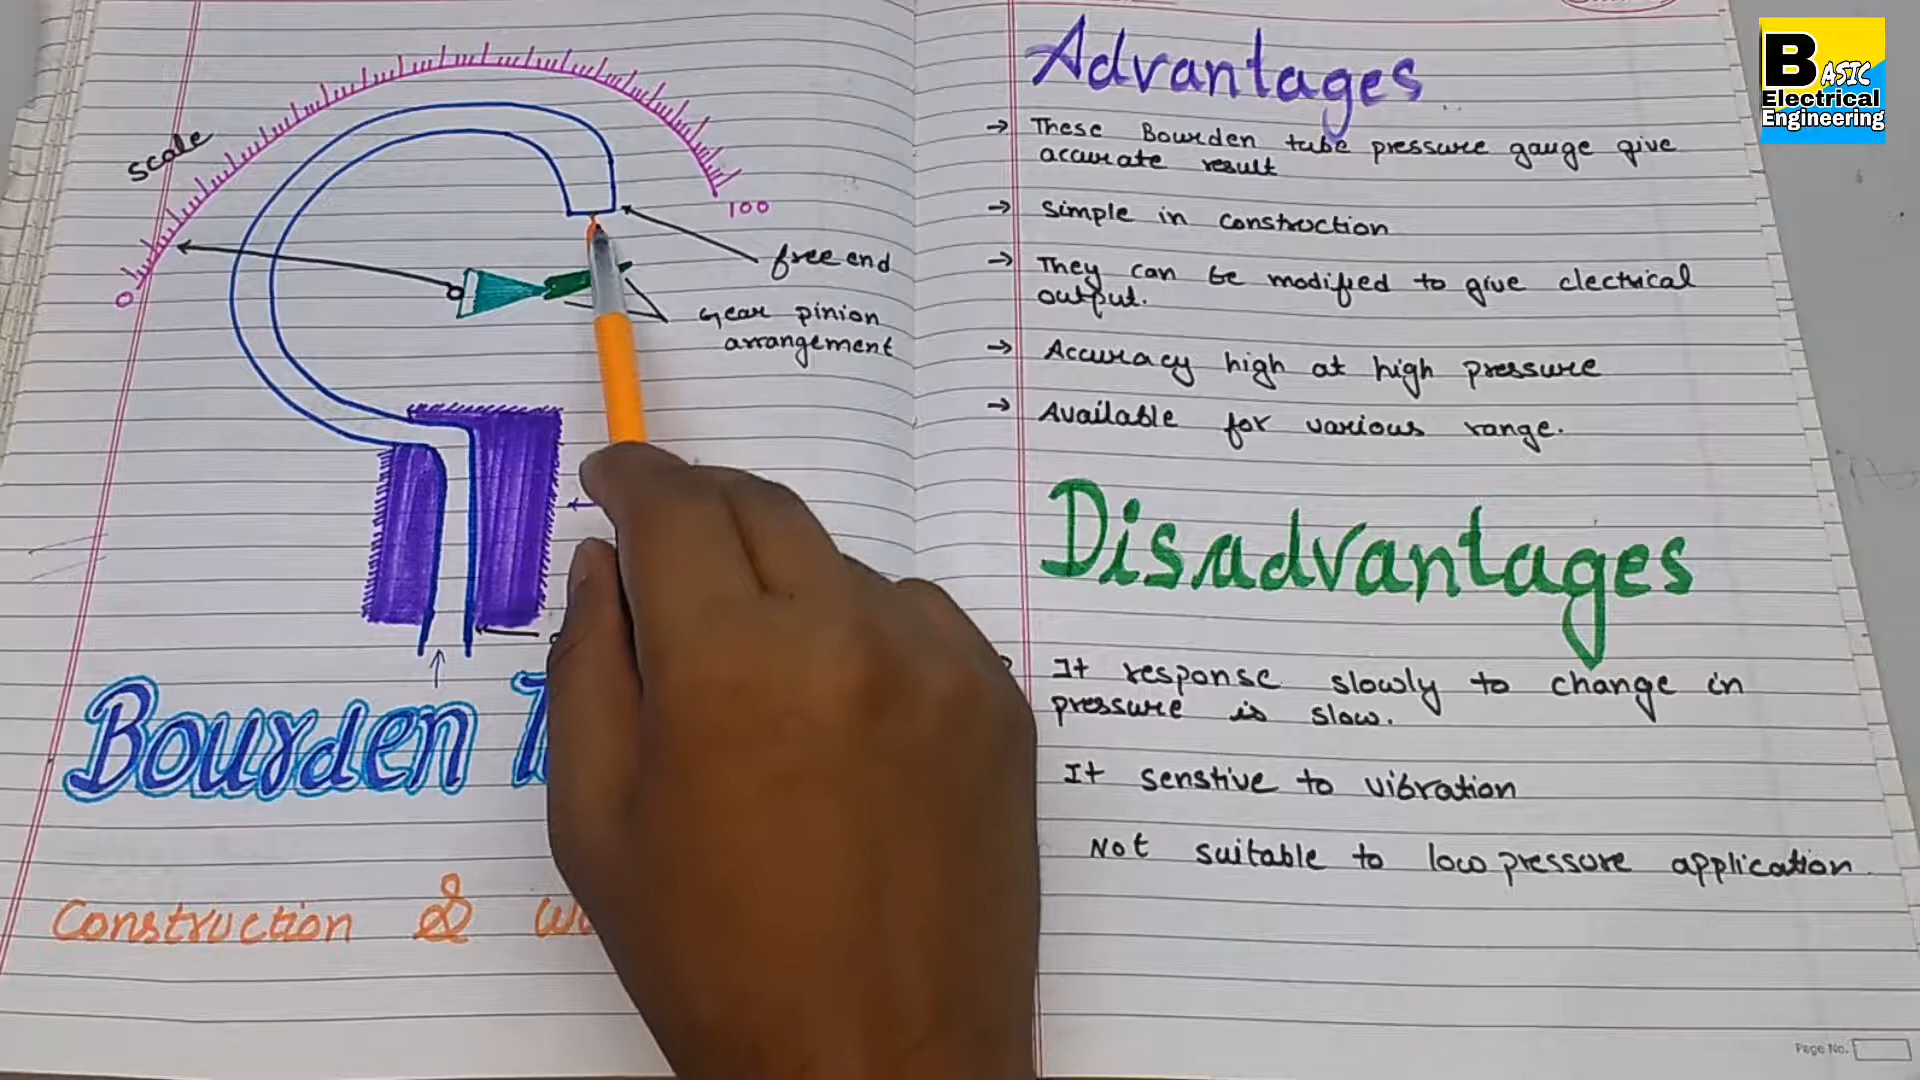 scale
0
100
free end
Gear pinion
arrangement
Bourden
Construction &
Advantages
→ These Bourden tube pressure gauge give
accurate result
→ Simple in construction
→ They can be modified to give electrical
output.
→ Accuracy high at high pressure
→ Available for various range.
Disadvantages
It response slowly to change in
pressure is slow.
It senstive to vibration
Not suitable to low pressure application.
BASIC
Electrical
Engineering
Page No.